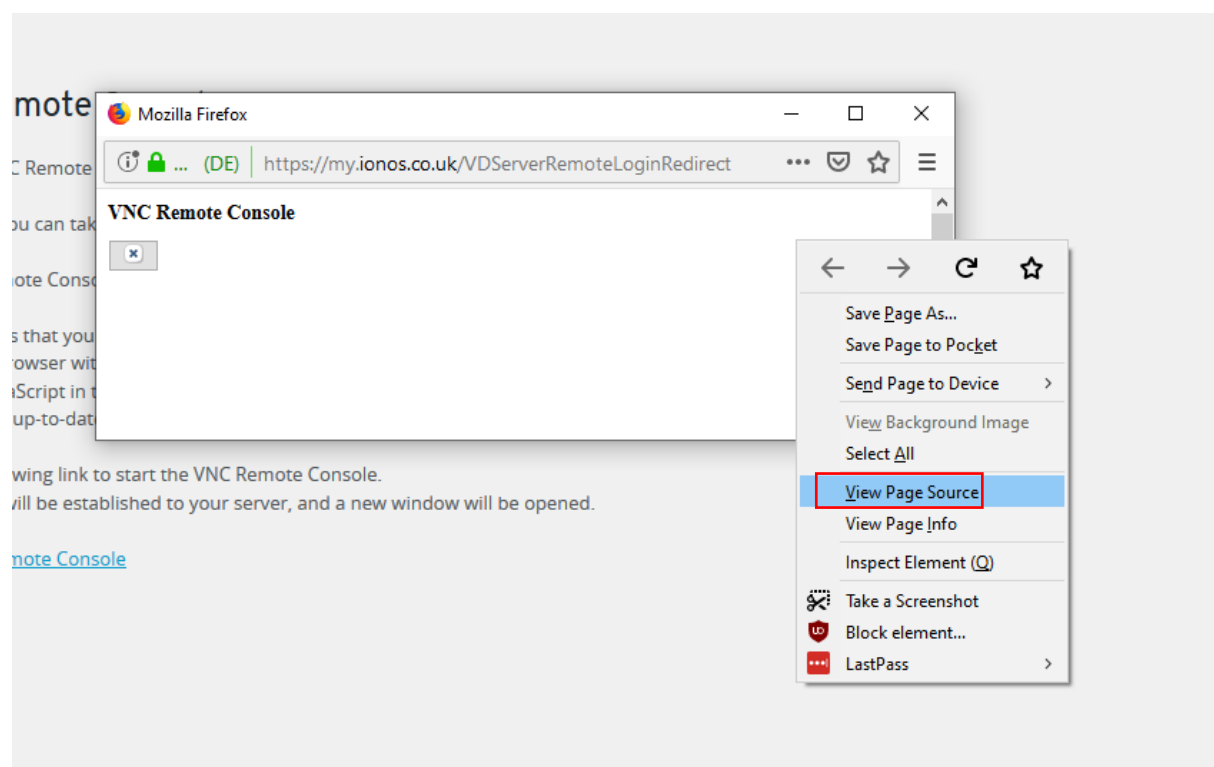 mote
Mozilla Firefox
C Remote
... (DE) https://my.ionos.co.uk/VDServerRemoteLoginRedirect
VNC Remote Console
ou can tak
ote Conso
s that you
rowser wit
aScript in t
up-to-dat
Save Page As...
Save Page to Pocket
Send Page to Device
View Background Image
Select All
View Page Source
View Page Info
Inspect Element (Q)
Take a Screenshot
Block element...
LastPass
wing link to start the VNC Remote Console.
will be established to your server, and a new window will be opened.
mote Console